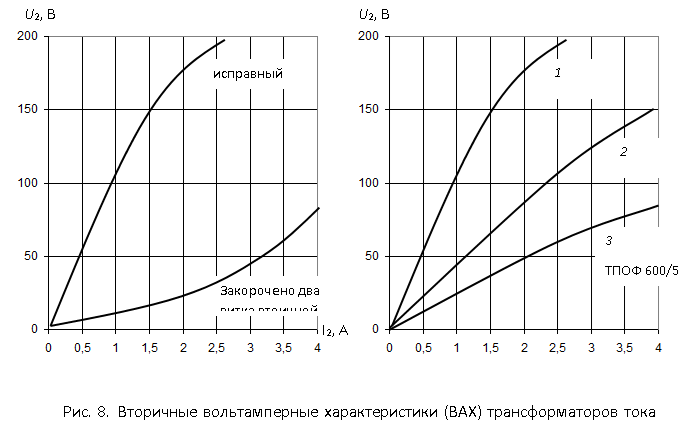 U₂, В
200
150
100
50
0
исправный
Закорочено два
I₂, А
0 0,5 1 1,5 2 2,5 3 3,5 4
U₂, В
200
150
100
50
0
1
2
3
ТПОФ 600/5
0 0,5 1 1,5 2 2,5 3 3,5 4
Рис. 8. Вторичные вольтамперные характеристики (ВАХ) трансформаторов тока